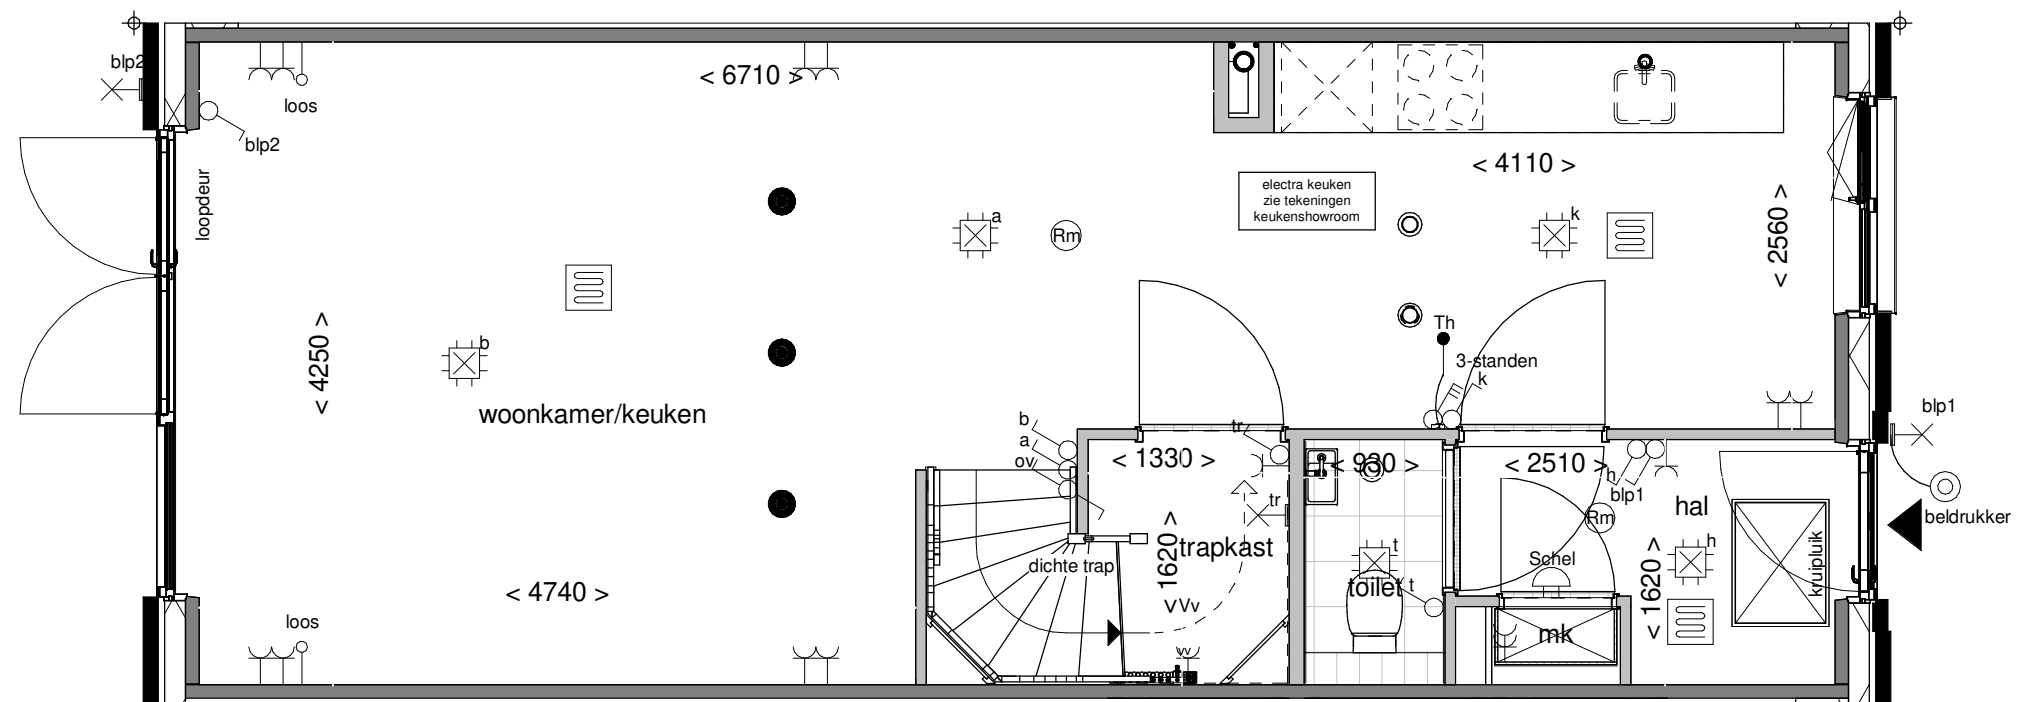 blp2
< 6710 >
loos
blp2
loopdeur
< 4110 >
electra keuken
zie tekeningen
keukenshowroom
a
Rm
k
< 2560 >
< 4250 >
b
Th
3-standen
k
woonkamer/keuken
blp1
b
a
ov
tr
< 1330 >
< 930 >
< 2510 >
h
blp1
tr
hal
Rm
beldrukker
trapkast
< 1620 >
dichte trap
t
Schel
h
kruipluik
toilet
t
< 4740 >
Vv
< 1620 >
loos
mk
vv